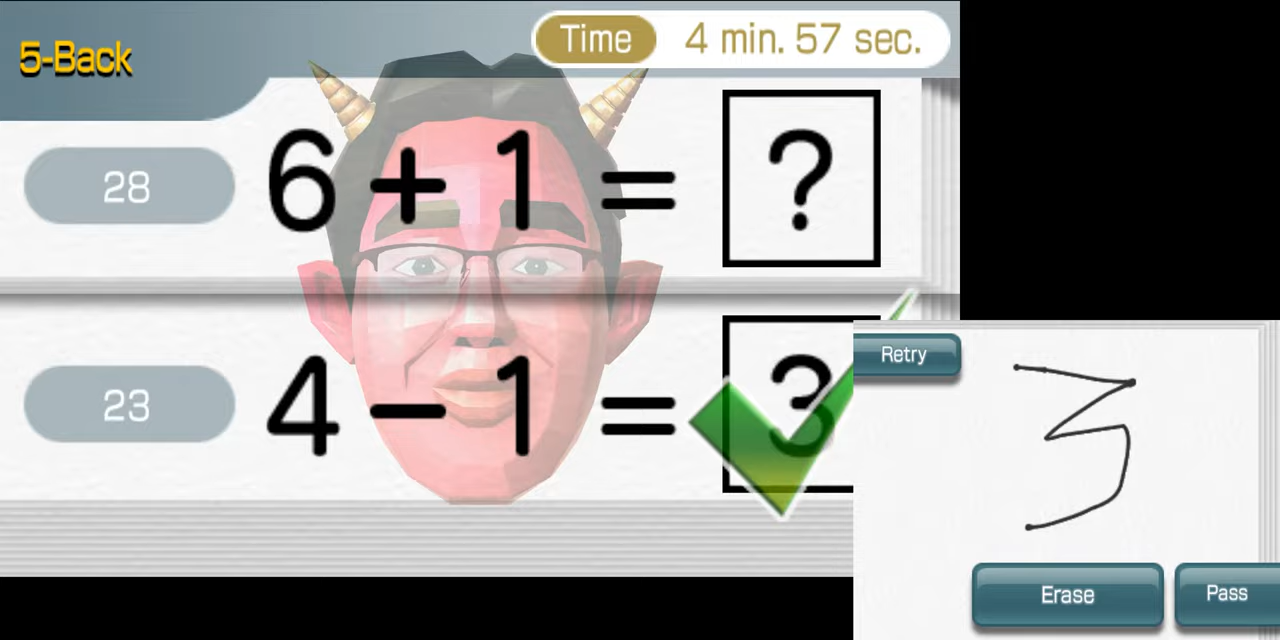 5-Back
Time 4 min. 57 sec.
28 6 + 1 = ?
23 4 − 1 = 3
Retry
3
Erase Pass